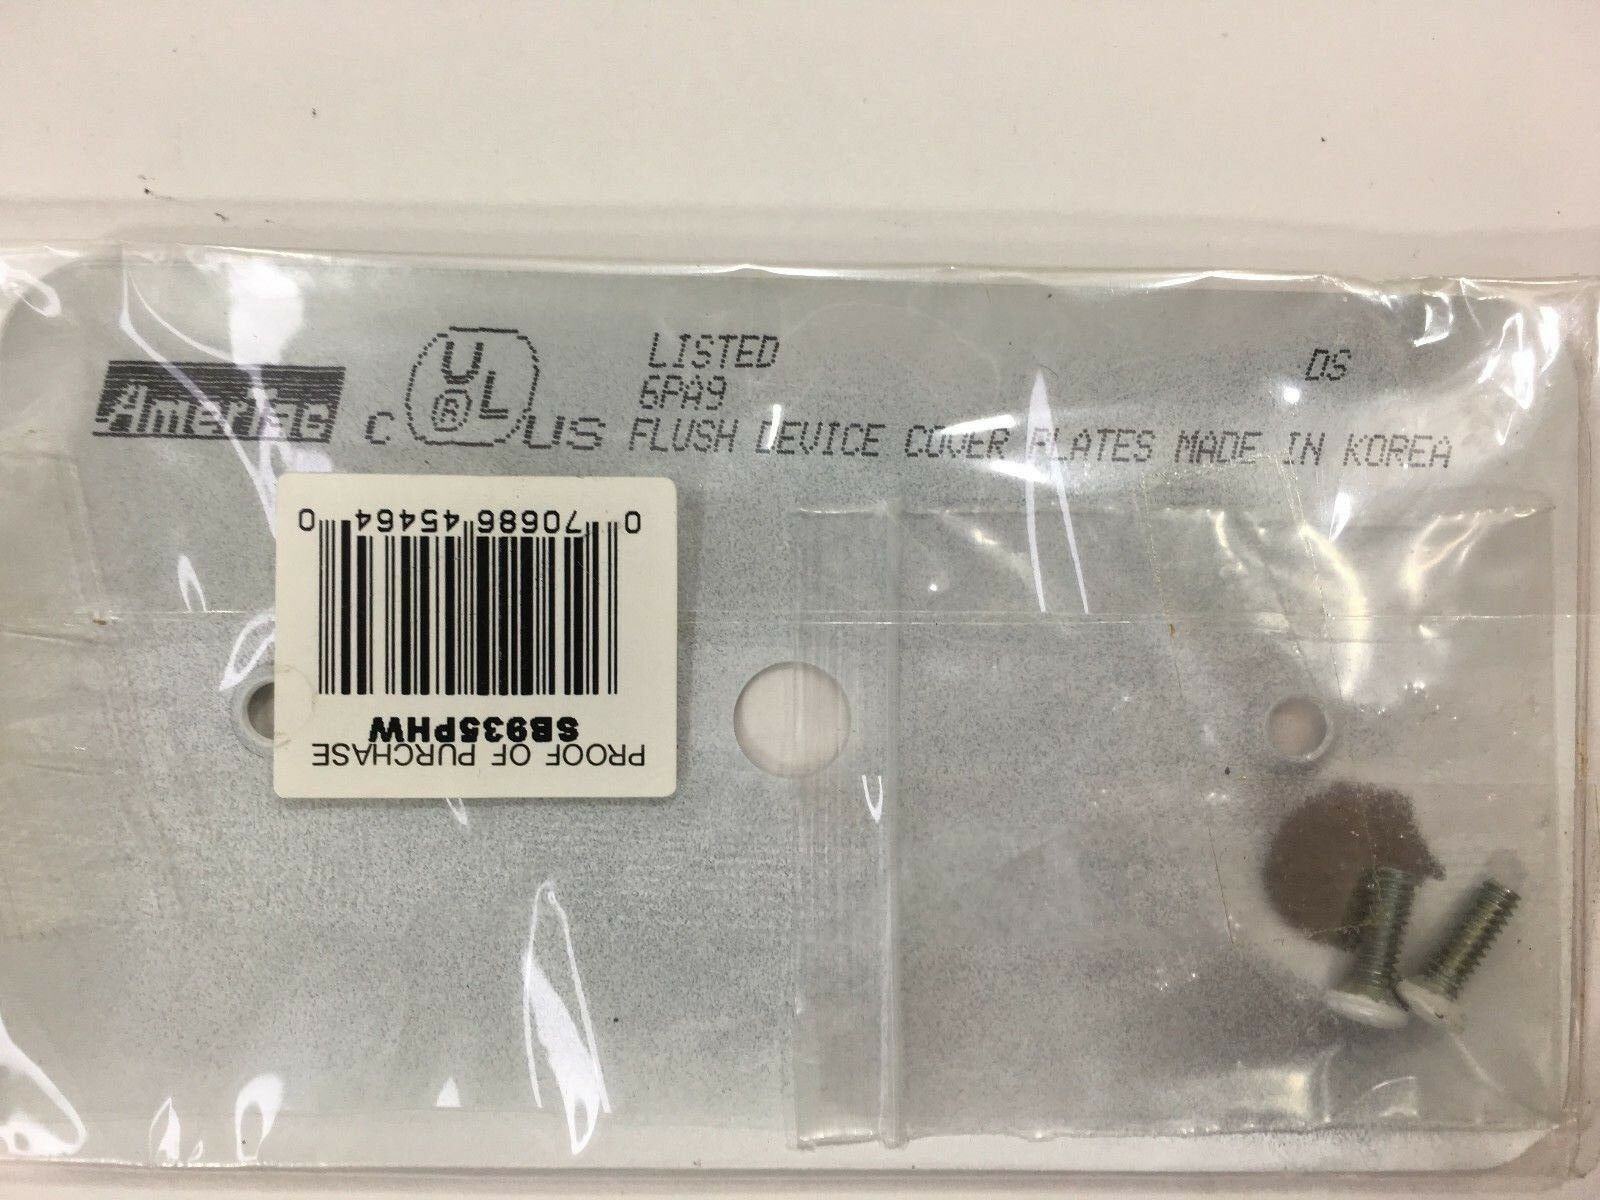 Amertac
C UL ® US
LISTED
6PA9
FLUSH DEVICE COVER PLATES MADE IN KOREA
DS
PROOF OF PURCHASE
SB935PHW
0 70686 45464 0